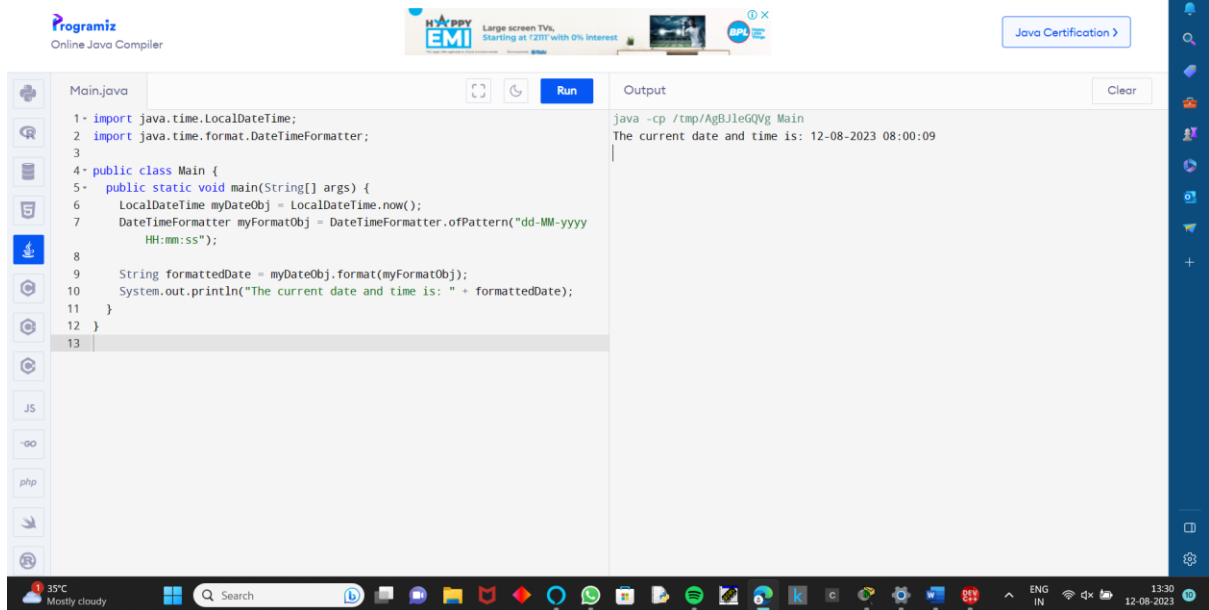 Programiz
Online Java Compiler
HAPPY
EMI
Large screen TVs,
Starting at ₹2111* with 0% interest
BPL
Java Certification >
Main.java
Run
Output
Clear
1 import java.time.LocalDateTime;
2 import java.time.format.DateTimeFormatter;
3
4 public class Main {
5 public static void main(String[] args) {
6 LocalDateTime myDateObj = LocalDateTime.now();
7 DateTimeFormatter myFormatObj = DateTimeFormatter.ofPattern("dd-MM-yyyy
HH:mm:ss");
8
9 String formattedDate = myDateObj.format(myFormatObj);
10 System.out.println("The current date and time is: " + formattedDate);
11 }
12 }
13
java -cp /tmp/AgBJleGQVg Main
The current date and time is: 12-08-2023 08:00:09
JS
GO
php
1
35°C
Mostly cloudy
Search
b
k
c
W
DEV
C++
ENG
IN
13:30
12-08-2023
10